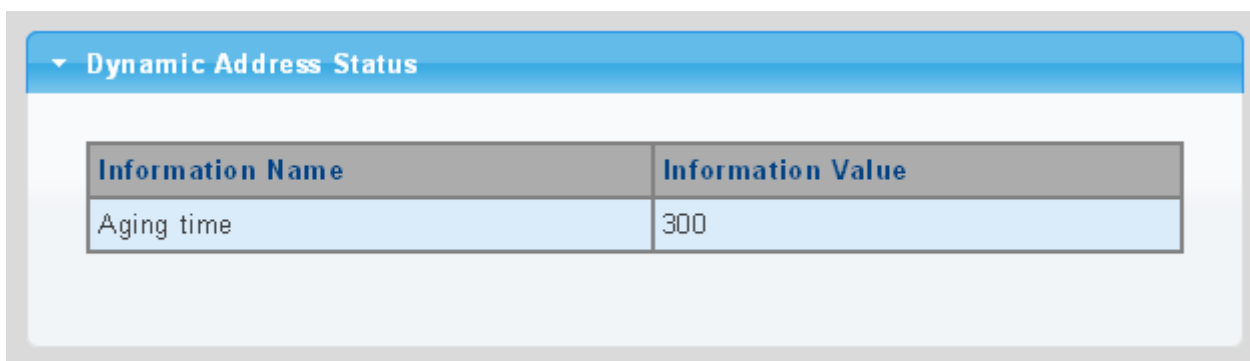 Dynamic Address Status
Information Name Information Value
Aging time 300